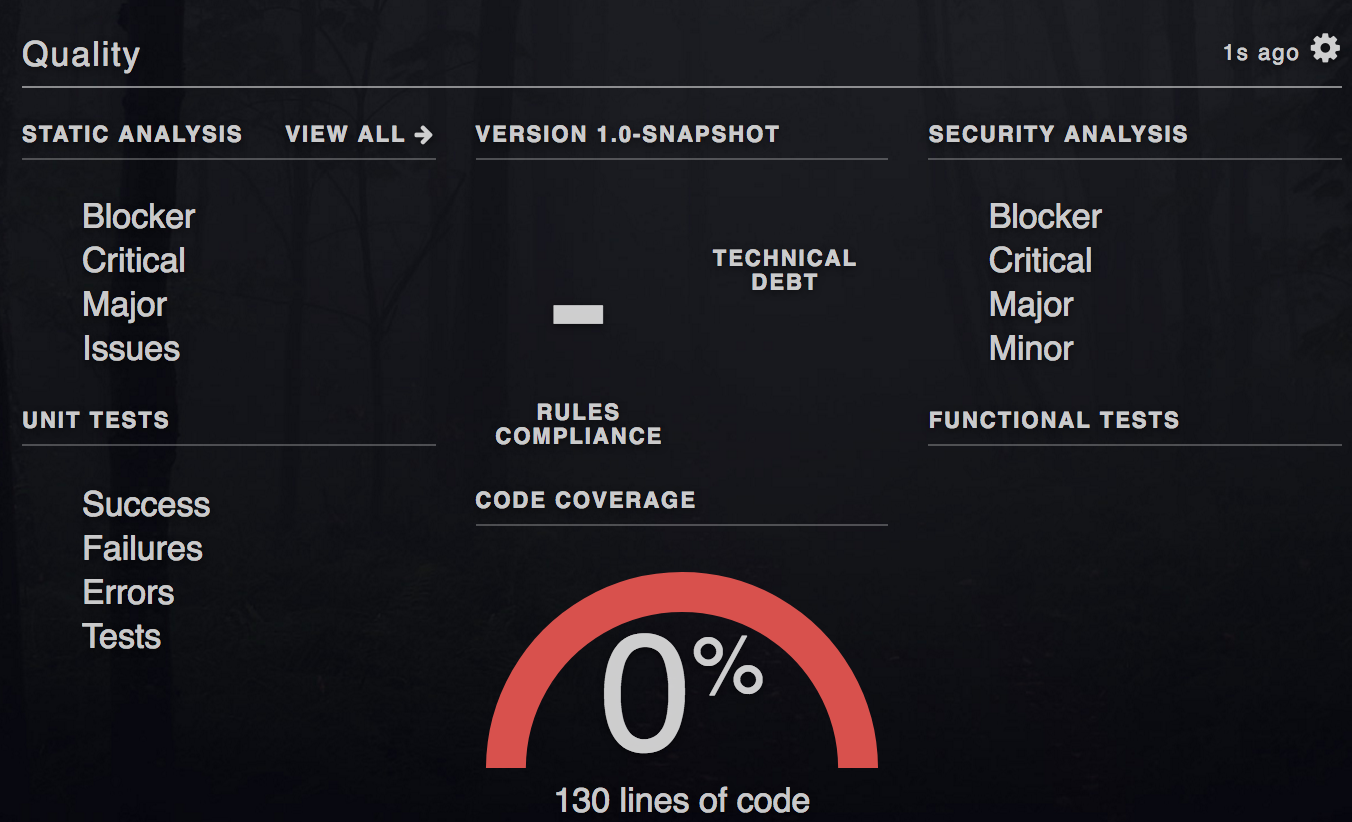 Quality
1s ago
STATIC ANALYSIS
VIEW ALL →
Blocker
Critical
Major
Issues
UNIT TESTS
Success
Failures
Errors
Tests
VERSION 1.0-SNAPSHOT
-
RULES
COMPLIANCE
TECHNICAL
DEBT
CODE COVERAGE
0%
130 lines of code
SECURITY ANALYSIS
Blocker
Critical
Major
Minor
FUNCTIONAL TESTS